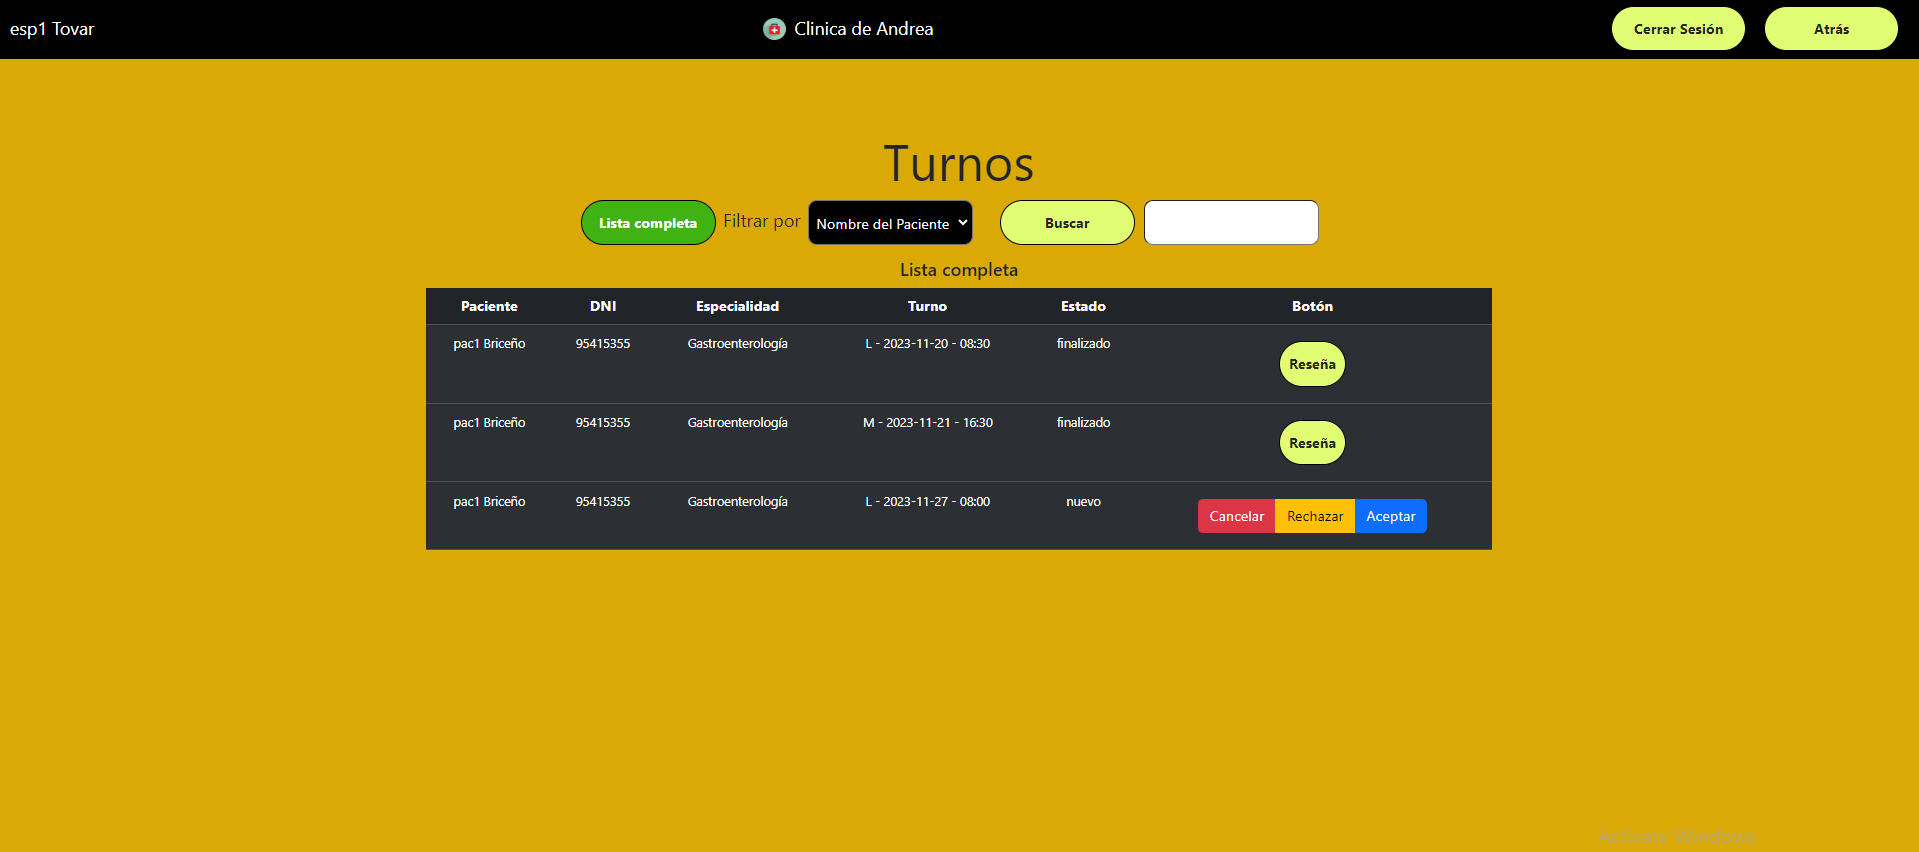 esp1 Tovar
Clinica de Andrea
Cerrar Sesión
Atrás
Turnos
Lista completa
Filtrar por
Nombre del Paciente
Buscar
Lista completa
Paciente DNI Especialidad Turno Estado Botón
pac1 Briceño 95415355 Gastroenterología L - 2023-11-20 - 08:30 finalizado Reseña
pac1 Briceño 95415355 Gastroenterología M - 2023-11-21 - 16:30 finalizado Reseña
pac1 Briceño 95415355 Gastroenterología L - 2023-11-27 - 08:00 nuevo Cancelar Rechazar Aceptar
Activate Windows